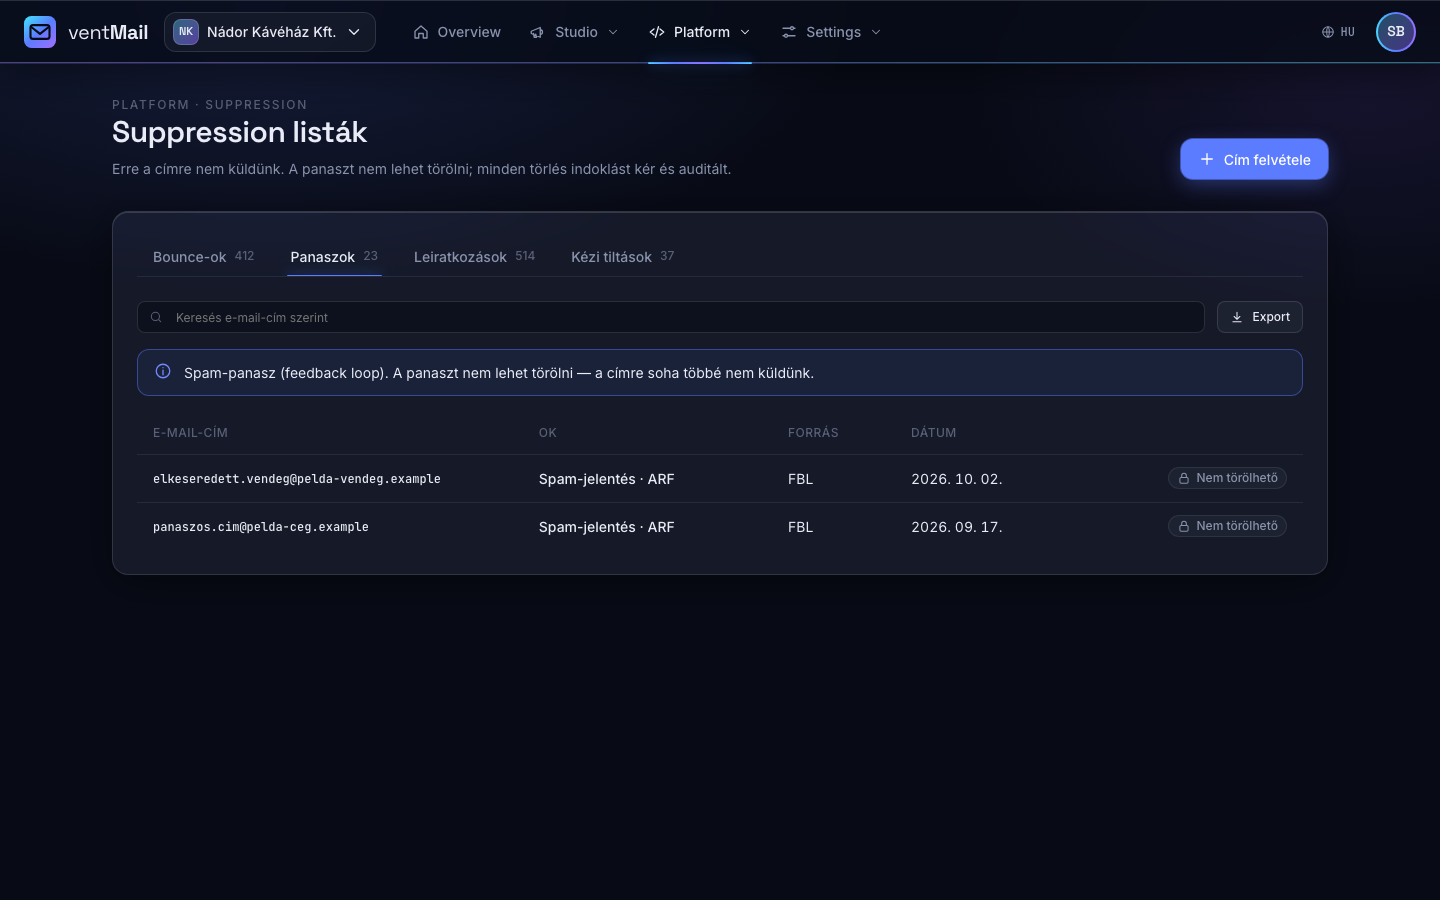 ventMail
NK Nádor Kávéház Kft.
Overview
Studio
Platform
Settings
HU
SB
PLATFORM · SUPPRESSION
Suppression listák
Erre a címre nem küldünk. A panaszt nem lehet törölni; minden törlés indoklást kér és auditált.
Cím felvétele
Bounce-ok 412
Panaszok 23
Leiratkozások 514
Kézi tiltások 37
Keresés e-mail-cím szerint
Export
Spam-panasz (feedback loop). A panaszt nem lehet törölni — a címre soha többé nem küldünk.
E-MAIL-CÍM OK FORRÁS DÁTUM
elkeseredett.vendeg@pelda-vendeg.example Spam-jelentés · ARF FBL 2026. 10. 02. Nem törölhető
panaszos.cim@pelda-ceg.example Spam-jelentés · ARF FBL 2026. 09. 17. Nem törölhető